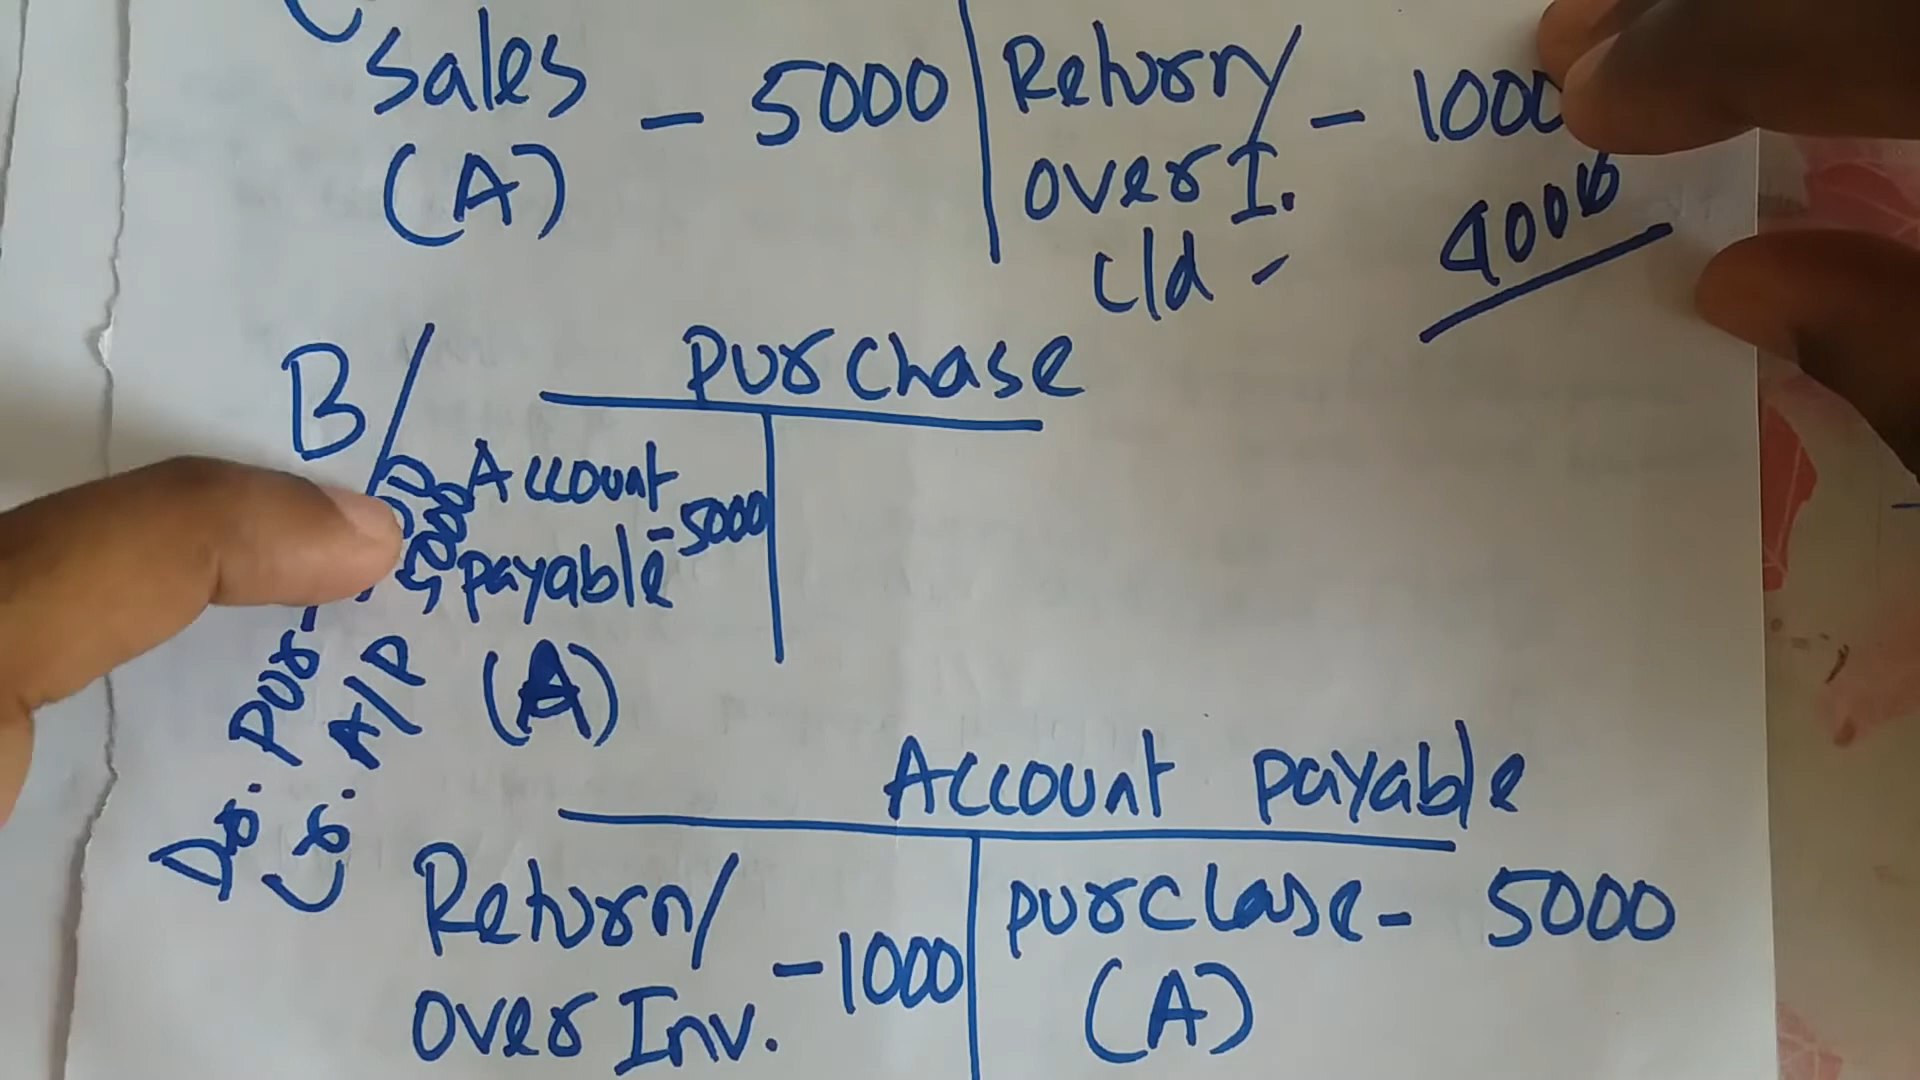 Sales - 5000
(A)
Return/ - 1000
over I.
c/d - 4000
B/
Purchase
Account
payable - 5000
(A)
Dr. Pur-
Cr. A/P 5000
Account payable
Return/
over Inv. - 1000
purchase - 5000
(A)